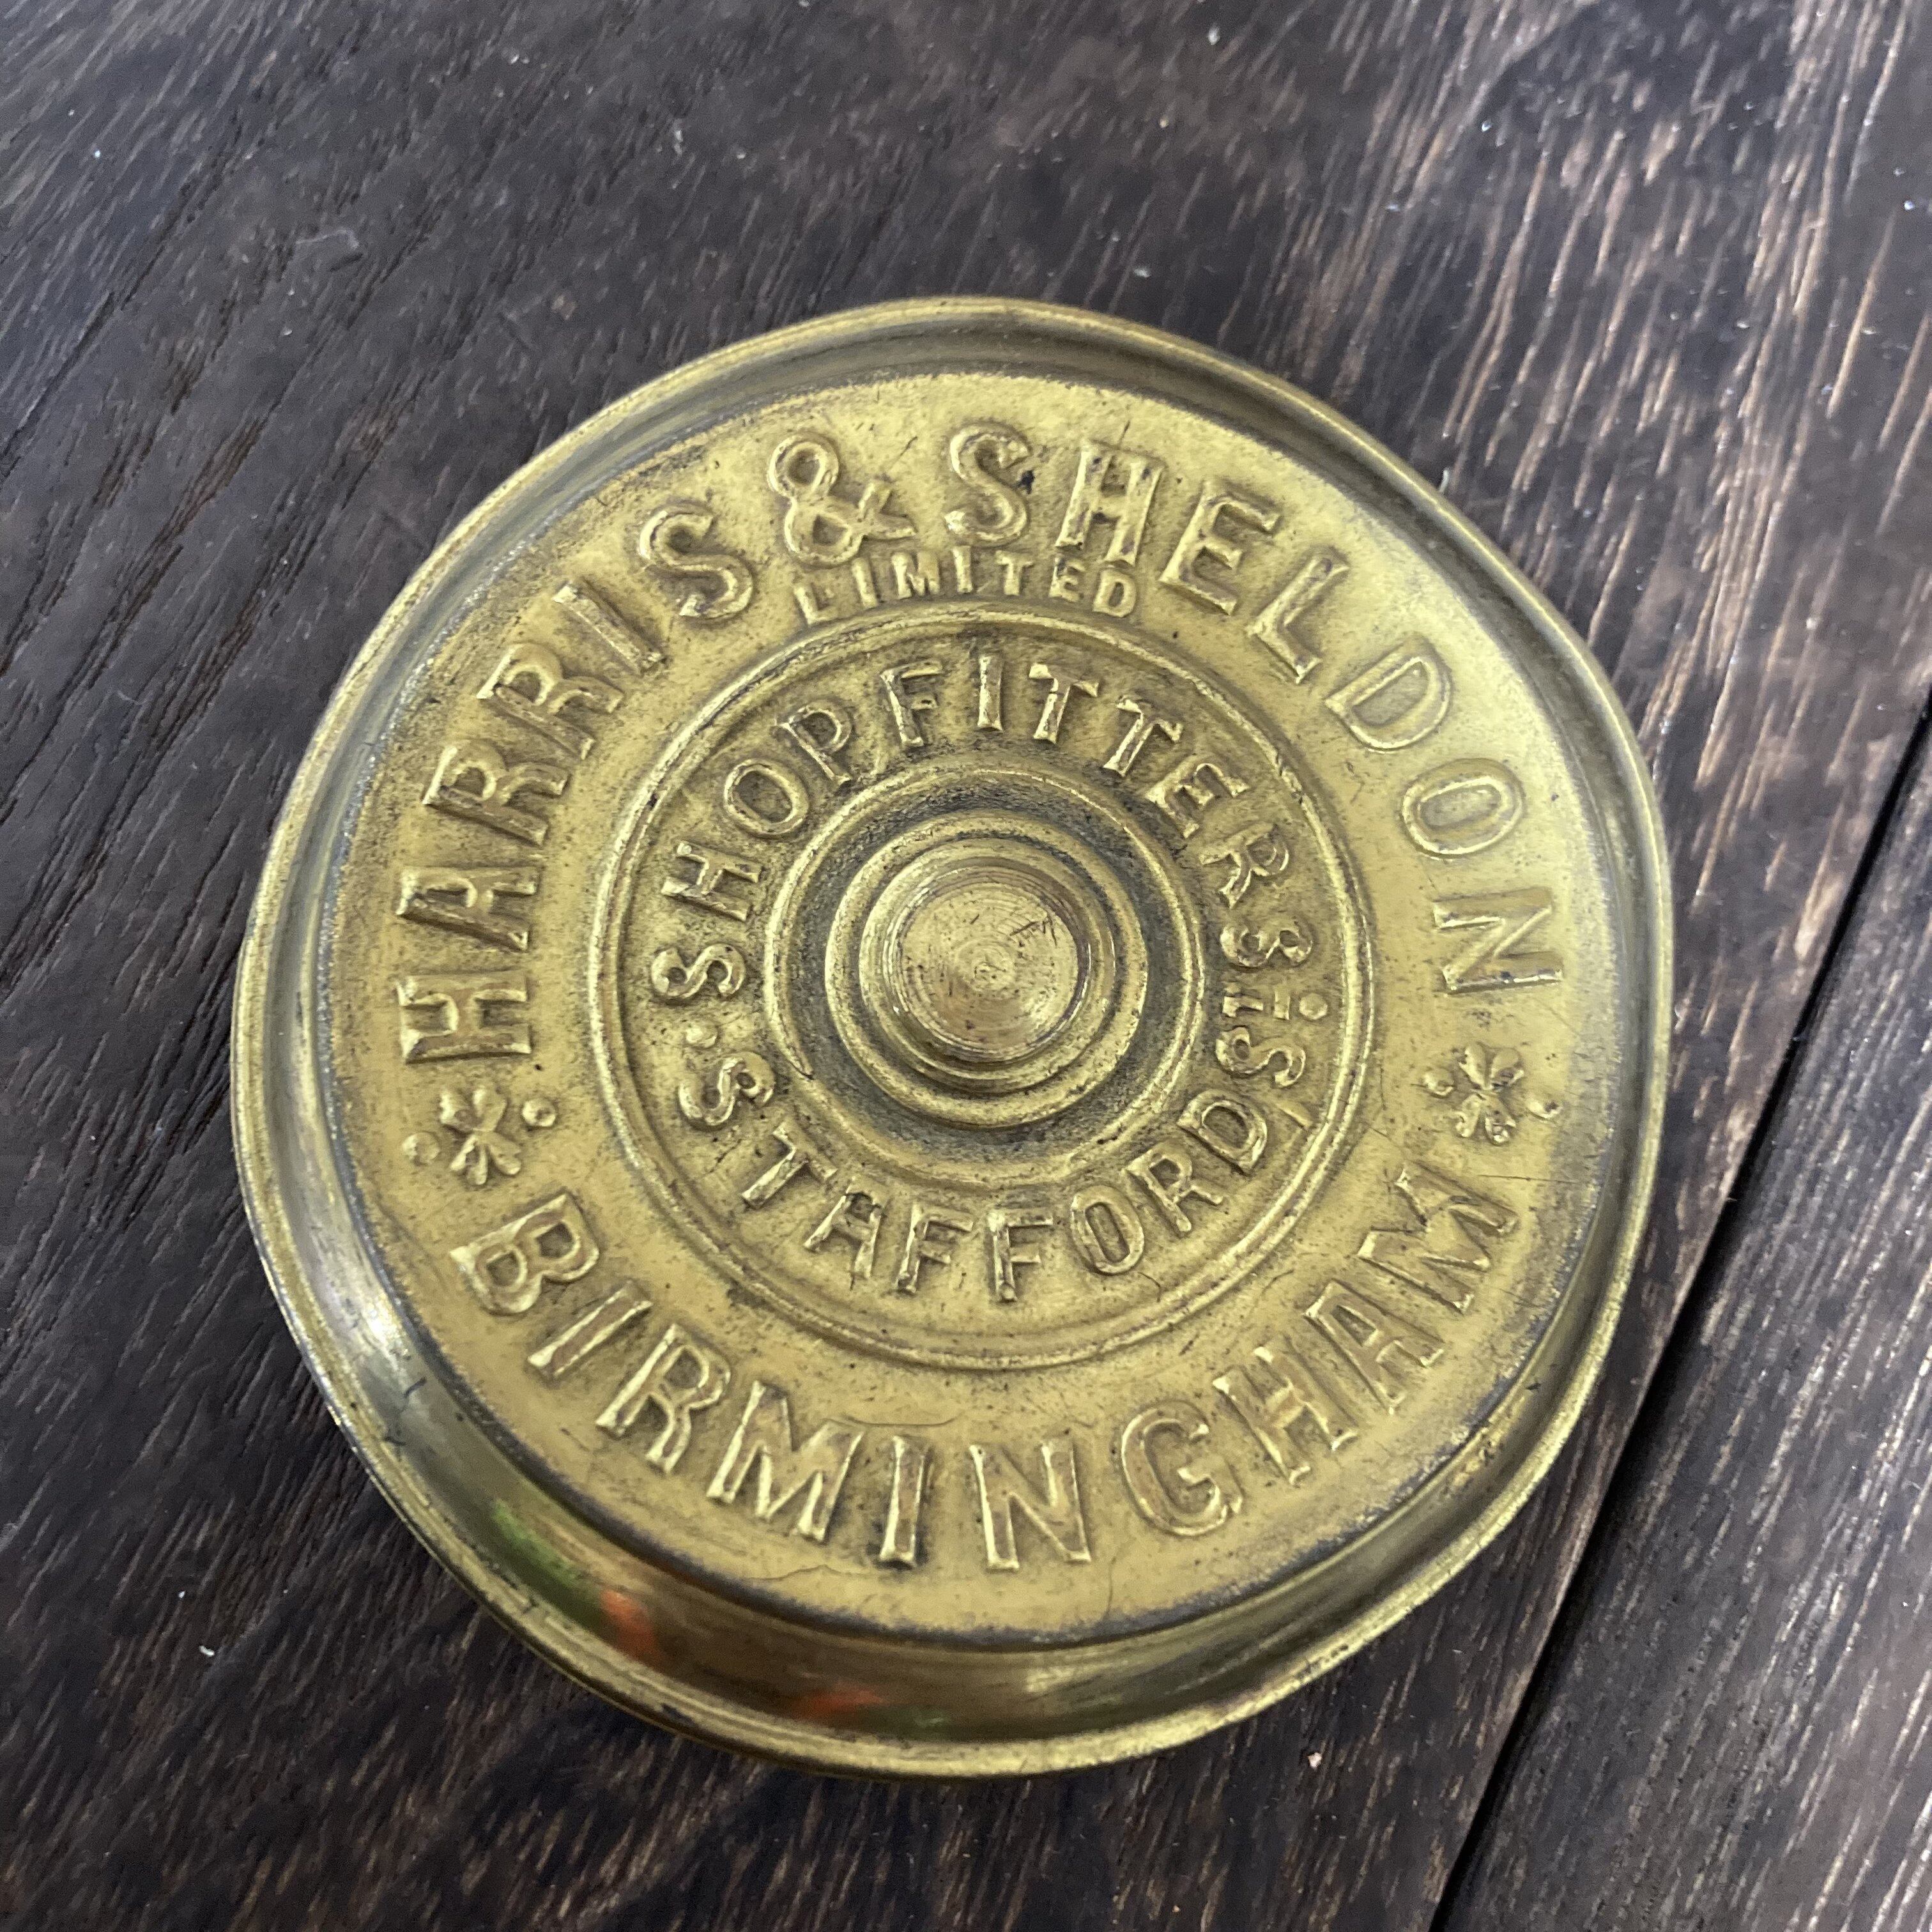 HARRIS & SHELDON
LIMITED
BIRMINGHAM
SHOPFITTERS
STAFFORD ST